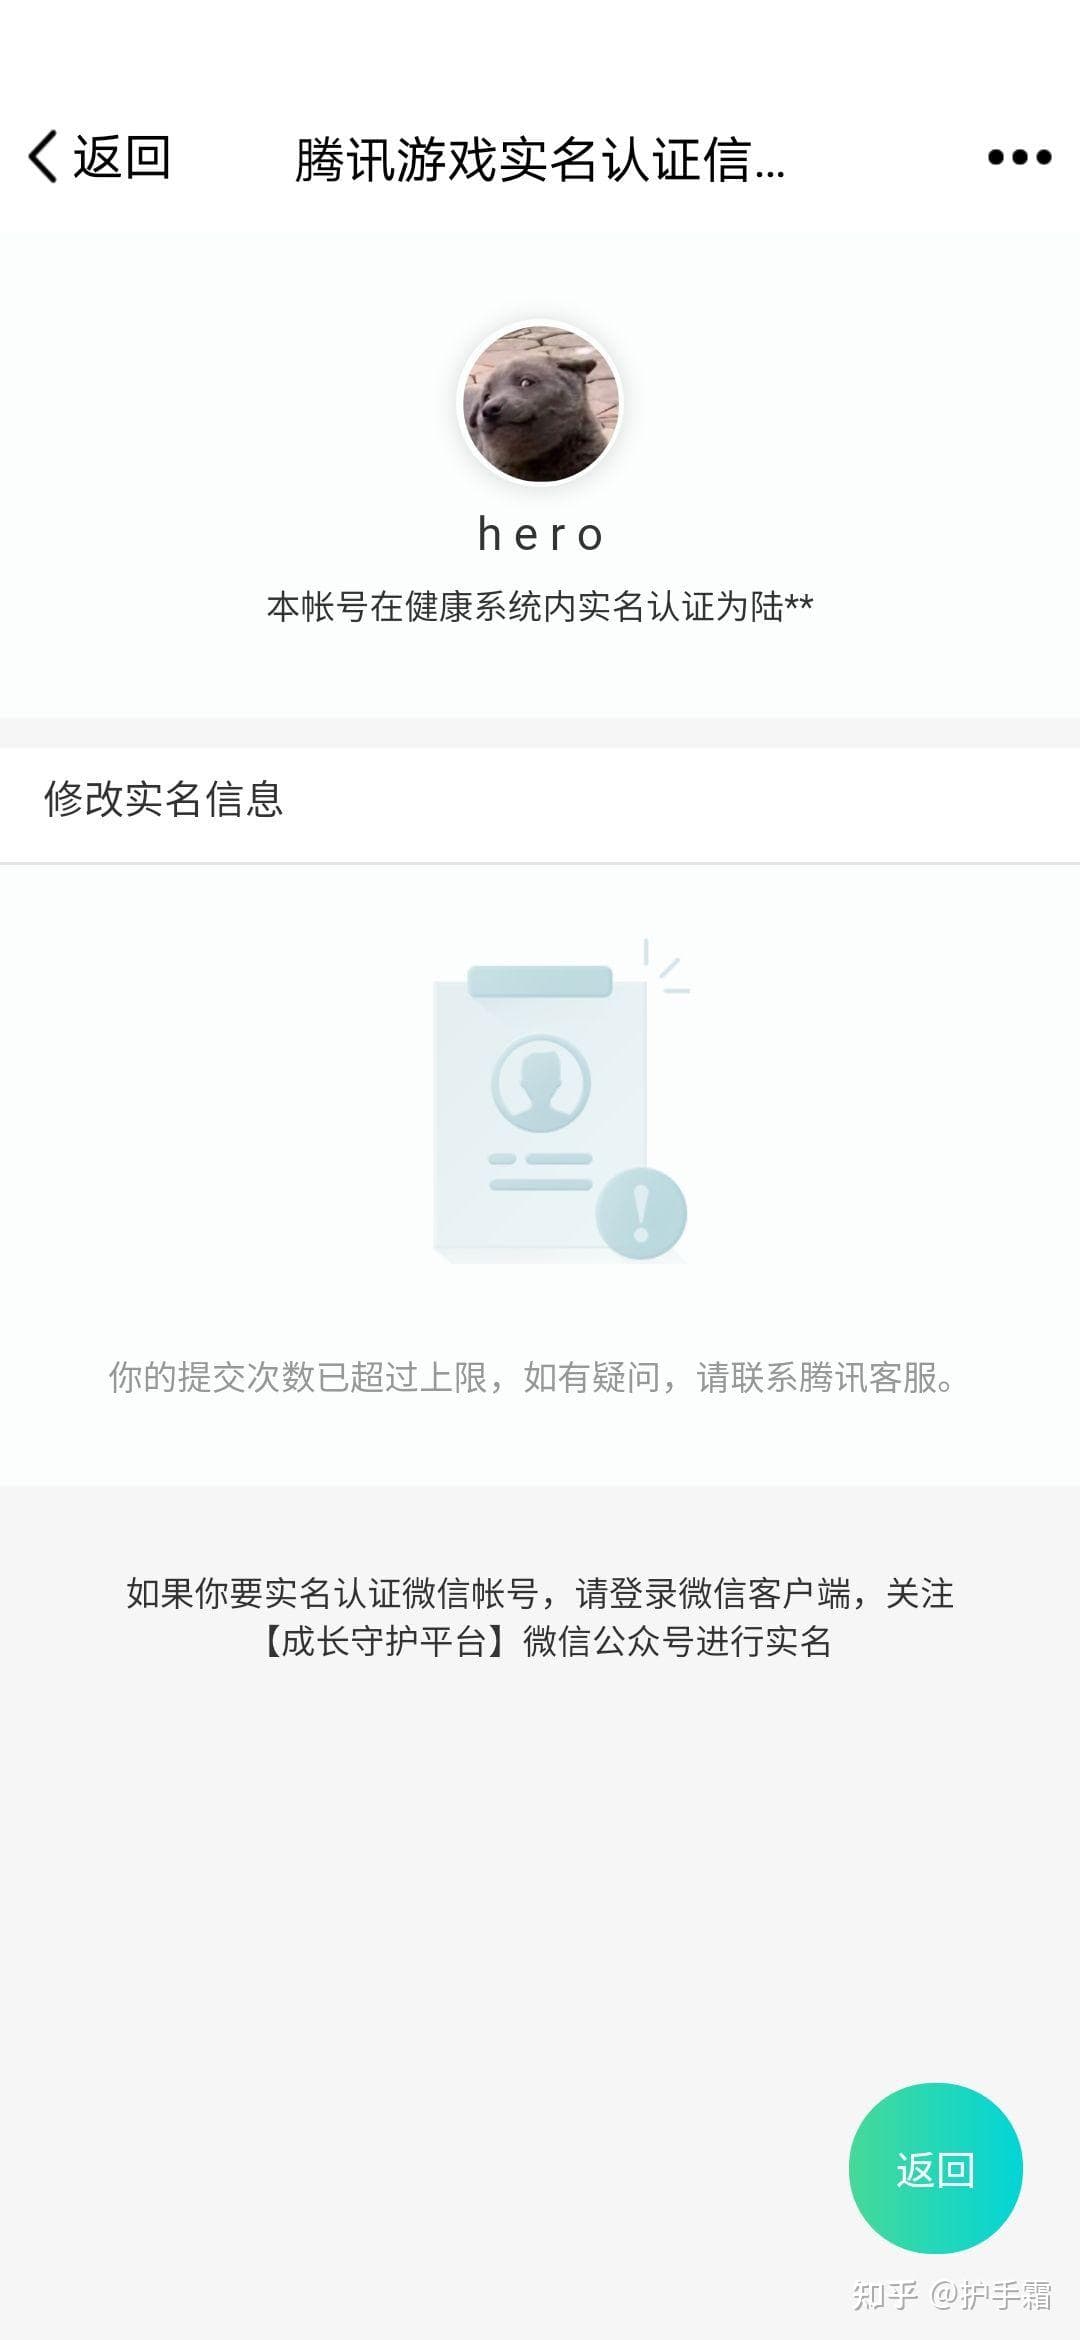 返回
腾讯游戏实名认证信...
hero
本帐号在健康系统内实名认证为陆**
修改实名信息
你的提交次数已超过上限，如有疑问，请联系腾讯客服。
如果你要实名认证微信帐号，请登录微信客户端，关注
【成长守护平台】微信公众号进行实名
返回
知乎 @护手霜